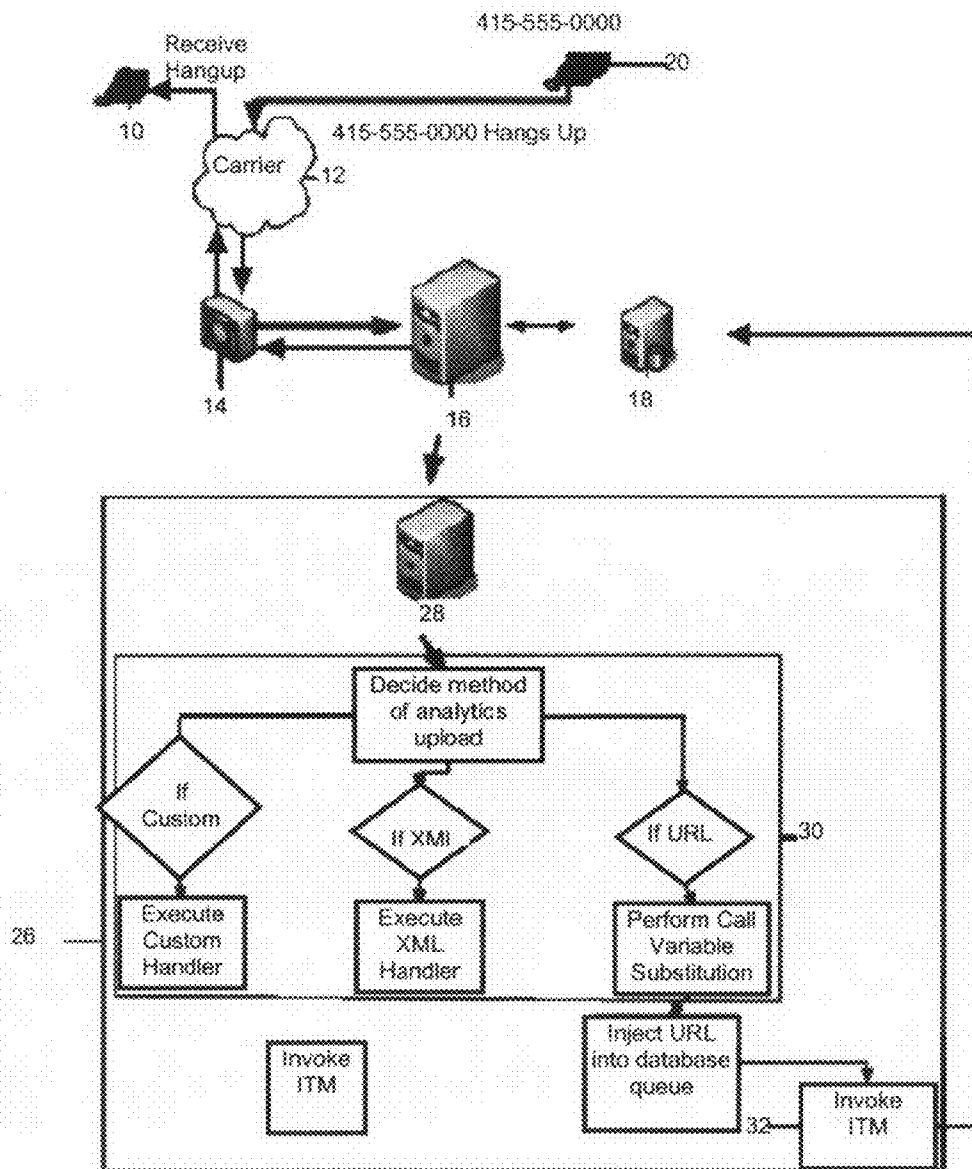 415-555-0000
Receive
Hangup
20
10
415-555-0000 Hangs Up
Carrier
12
14
16
18
28
Decide method
of analytics
upload
If
Custom
If XMI
If URL
30
26
Execute
Custom
Handler
Execute
XML
Handler
Perform Call
Variable
Substitution
Invoke
ITM
Inject URL
into database
queue
32
Invoke
ITM